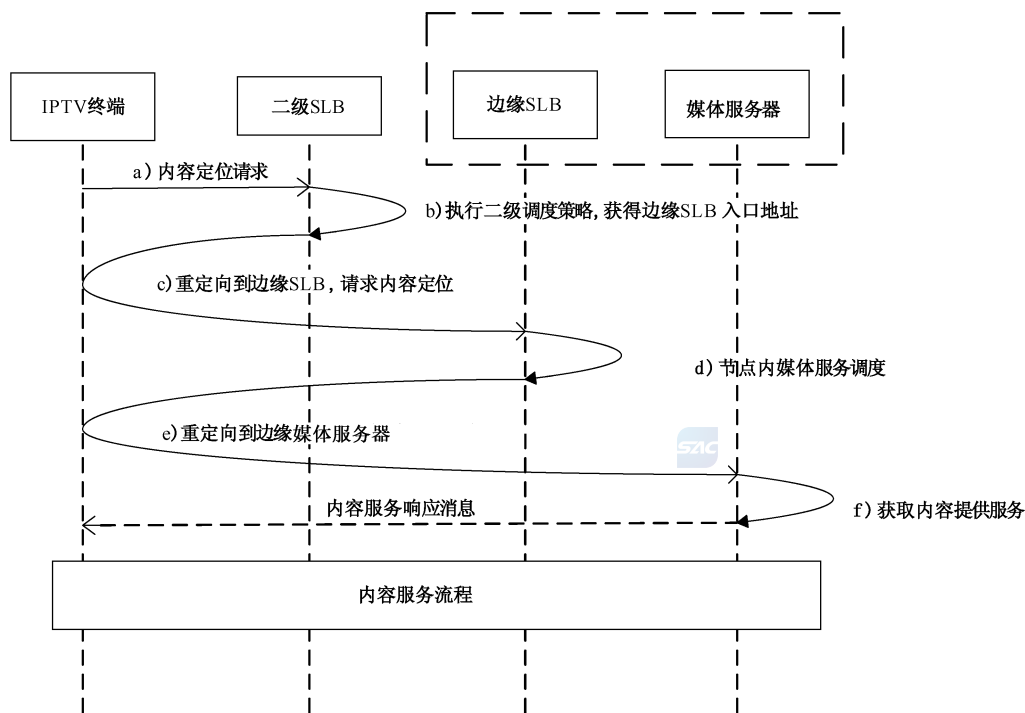 IPTV终端
二级SLB
边缘SLB
媒体服务器
a)内容定位请求
b)执行二级调度策略,获得边缘SLB 入口地址
c)重定向到边缘SLB,请求内容定位
d)节点内媒体服务调度
e)重定向到边缘媒体服务器
SAC
内容服务响应消息
f)获取内容提供服务
内容服务流程